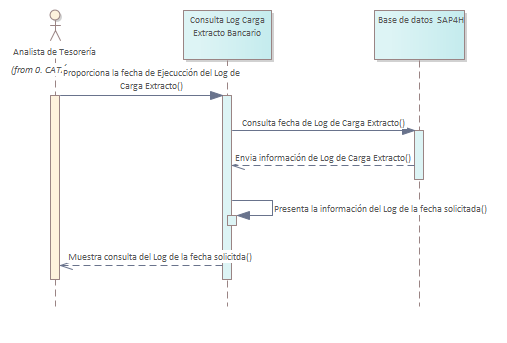 Consulta Log Carga
Extracto Bancario
Base de datos SAP4H
Analista de Tesorería
(from 0. CAT
Proporciona la fecha de Ejecucción del Log de
Carga Extracto()
Consulta fecha de Log de Carga Extracto()
Envia información de Log de Carga Extracto()
Presenta la información del Log de la fecha solicitada()
Muestra consulta del Log de la fecha solicitda()